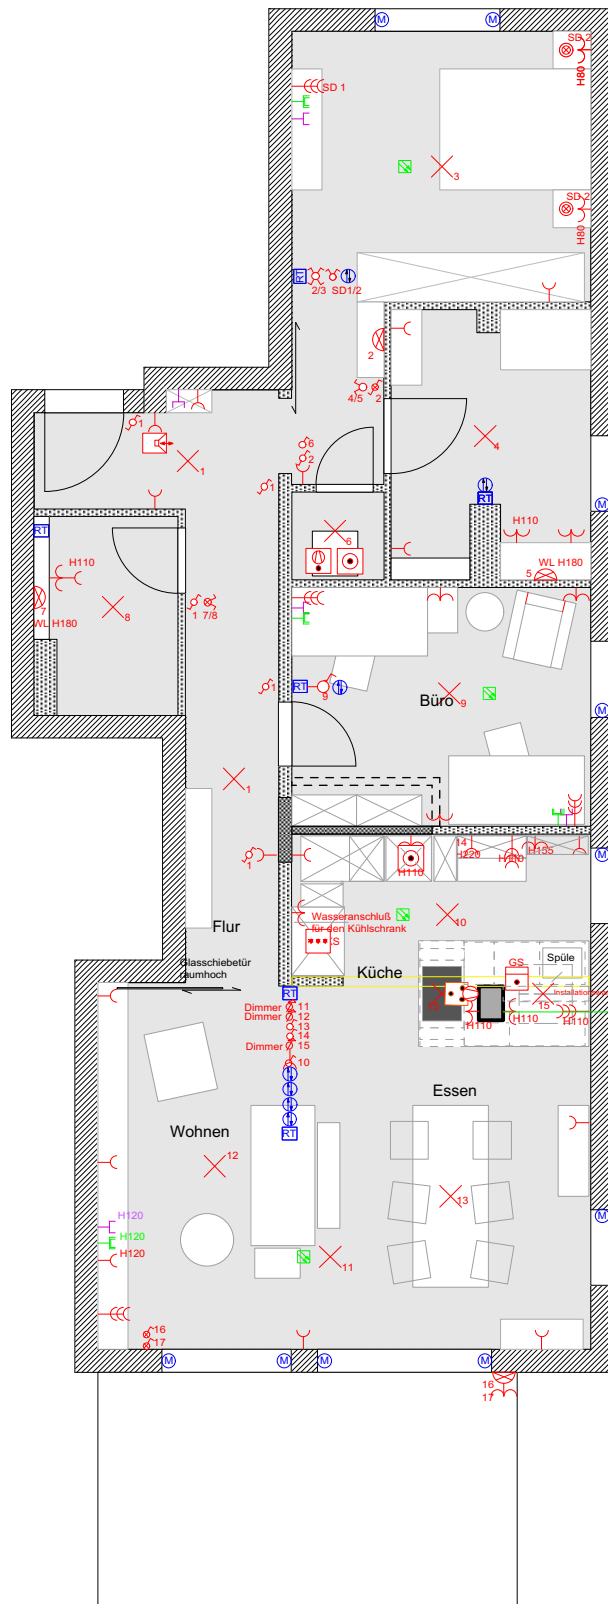 M
SD 2
H80
SD 1
3
SD 2
H80
RT
2/3
SD1/2
2
4/5
2
1
6
1
2
4
1
RT
M
RT
6
H110
H110
WL H180
5
7
WL H180
8
1
7/8
M
1
RT
9
9
Büro
1
14
H220
H110
H155
H110
M
1
10
Wasseranschluß
für den Kühlschrank
KS
Flur
Küche
Spüle
GS
Glasschiebetür
raumhoch
15
H110
H110
H110
RT
Dimmer
11
Dimmer
12
13
14
Dimmer
15
10
RT
Essen
Wohnen
12
13
M
H120
H120
H120
11
16
17
M
M
M
16
17